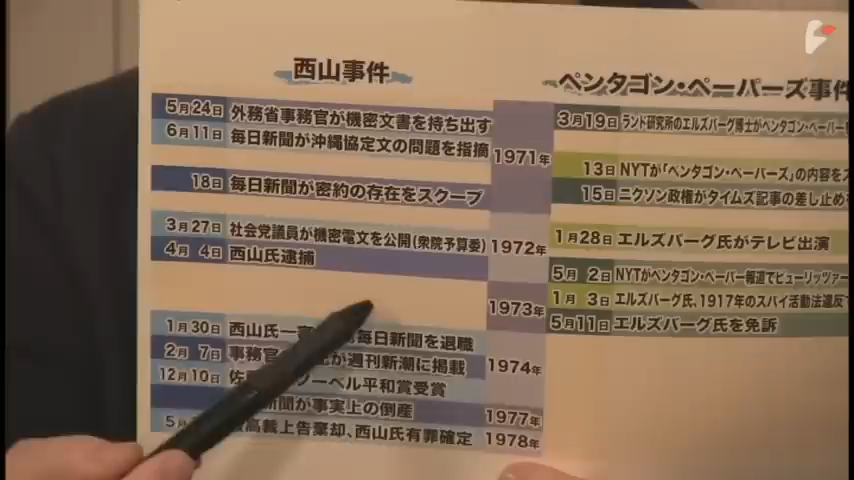 西山事件
5月24日 外務省事務官が機密文書を持ち出す
6月11日 毎日新聞が沖縄協定文の問題を指摘
1971年
18日 毎日新聞が密約の存在をスクープ
3月27日 社会党議員が機密電文を公開(衆院予算委)
1972年
4月 4日 西山氏逮捕
1973年
1月30日 西山氏一 毎日新聞を退職
2月 7日 事務官 が週刊新潮に掲載
1974年
12月10日 佐 ノーベル平和賞受賞
新聞が事実上の倒産
1977年
5月 高裁上告棄却、西山氏有罪確定
1978年
ペンタゴン・ペーパーズ事件
3月19日 ランド研究所のエルズバーグ博士がペンタゴン・ペーパー
13日 NYTが「ペンタゴン・ペーパーズ」の内容を
15日 ニクソン政権がタイムズ記事の差し止め
1月28日 エルズバーグ氏がテレビ出演
5月 2日 NYTがペンタゴン・ペーパー報道でピューリッツァー
1月 3日 エルズバーグ氏、1917年のスパイ活動法違反
5月11日 エルズバーグ氏を免訴